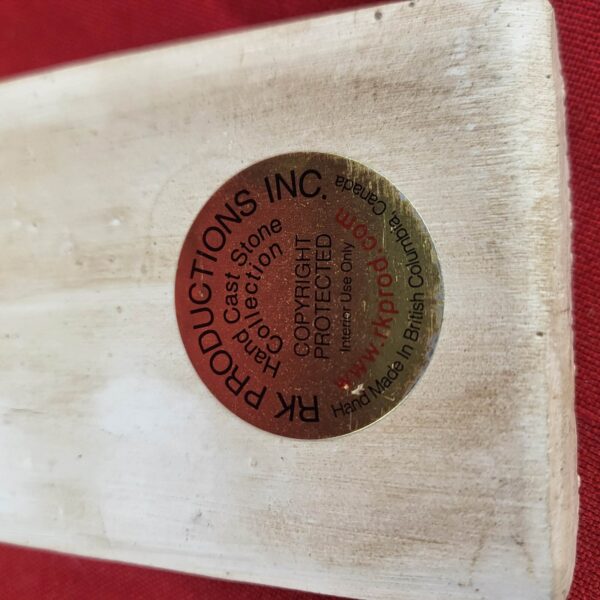 RK PRODUCTIONS INC.
Hand Cast Stone
Collection
COPYRIGHT
PROTECTED
Interior Use Only
www.rkprod.com
Hand Made In British Columbia, Canada